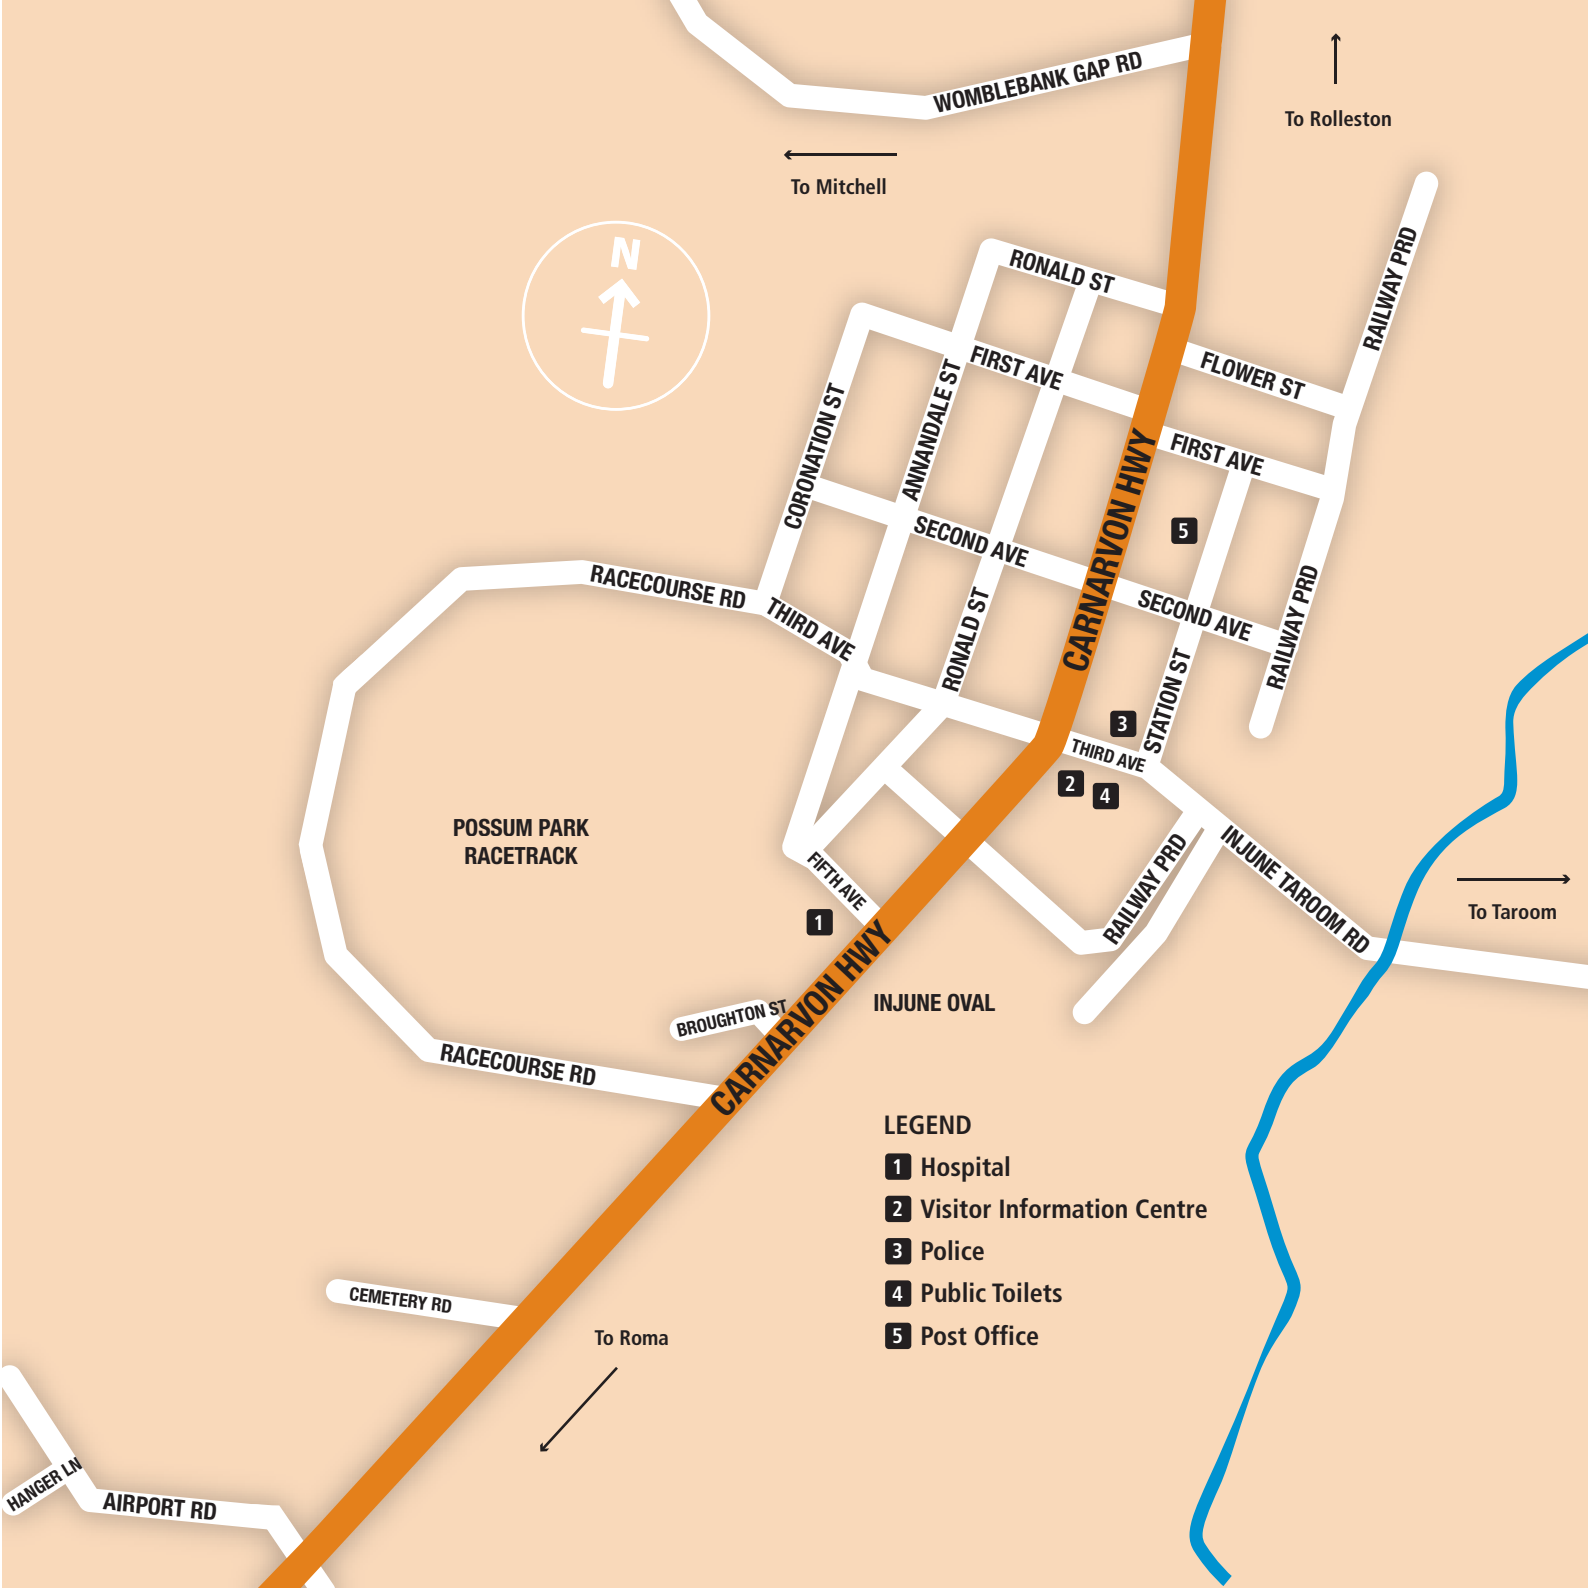 WOMBLEBANK GAP RD
To Rolleston
To Mitchell
N
RONALD ST
RAILWAY PRD
FLOWER ST
FIRST AVE
CORONATION ST
ANNANDALE ST
FIRST AVE
CARNARVON HWY
5
SECOND AVE
RACECOURSE RD
THIRD AVE
RONALD ST
SECOND AVE
RAILWAY PRD
STATION ST
3
THIRD AVE
2
4
POSSUM PARK
RACETRACK
FIFTH AVE
RAILWAY PRD
INJUNE TAROOM RD
To Taroom
1
CARNARVON HWY
INJUNE OVAL
BROUGHTON ST
RACECOURSE RD
LEGEND
1 Hospital
2 Visitor Information Centre
3 Police
4 Public Toilets
5 Post Office
CEMETERY RD
To Roma
HANGER LN
AIRPORT RD